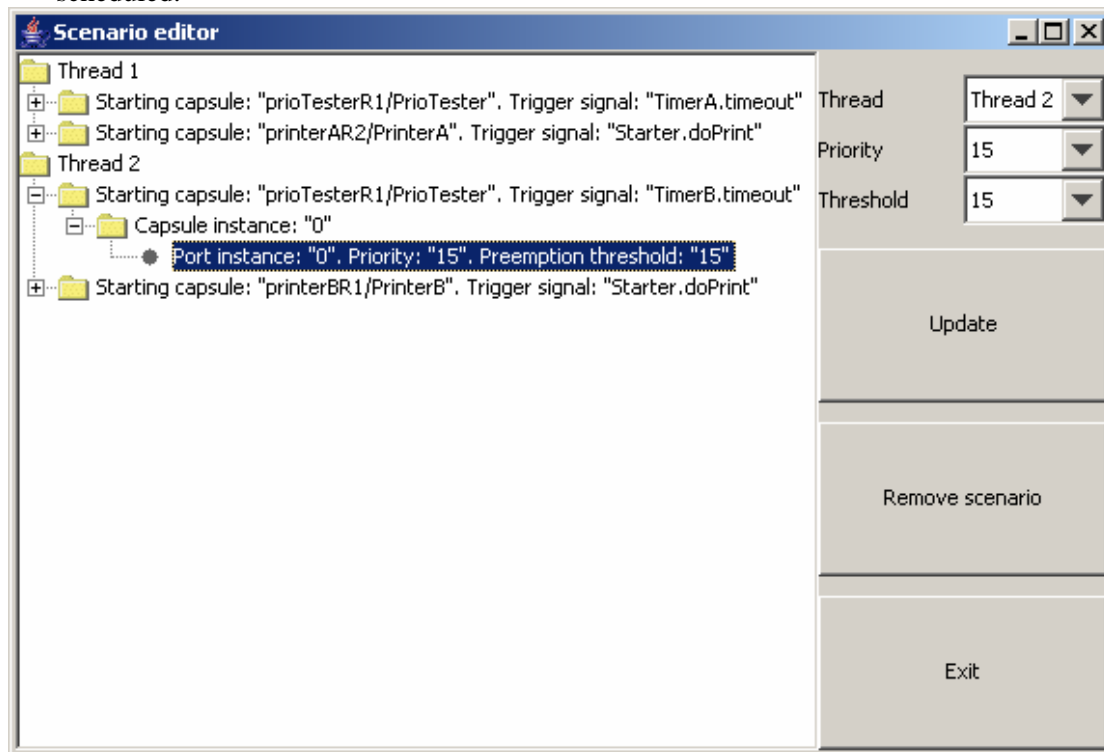 scheduled.
Scenario editor
Thread 1
Starting capsule: "prioTesterR1/PrioTester". Trigger signal: "TimerA.timeout"
Starting capsule: "printerAR2/PrinterA". Trigger signal: "Starter.doPrint"
Thread 2
Starting capsule: "prioTesterR1/PrioTester". Trigger signal: "TimerB.timeout"
Capsule instance: "0"
Port instance: "0". Priority: "15". Preemption threshold: "15"
Starting capsule: "printerBR1/PrinterB". Trigger signal: "Starter.doPrint"
Thread Thread 2
Priority 15
Threshold 15
Update
Remove scenario
Exit